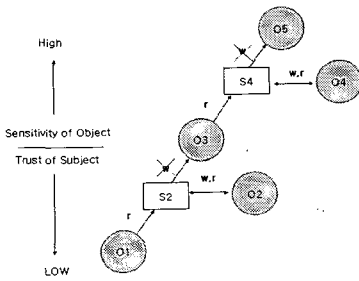 High
O5
w
S4
w,r
O4
r
Sensitivity of Object
Trust of Subject
O3
w
S2
w,r
O2
r
O1
LOW